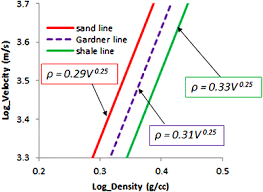 3.7
sand line
Gardner line
shale line
3.6
3.5
3.4
3.3
Log_Velocity (m/s)
ρ = 0.29V^0.25
ρ = 0.33V^0.25
ρ = 0.31V^0.25
0.2 0.3 0.4 0.5
Log_Density (g/cc)